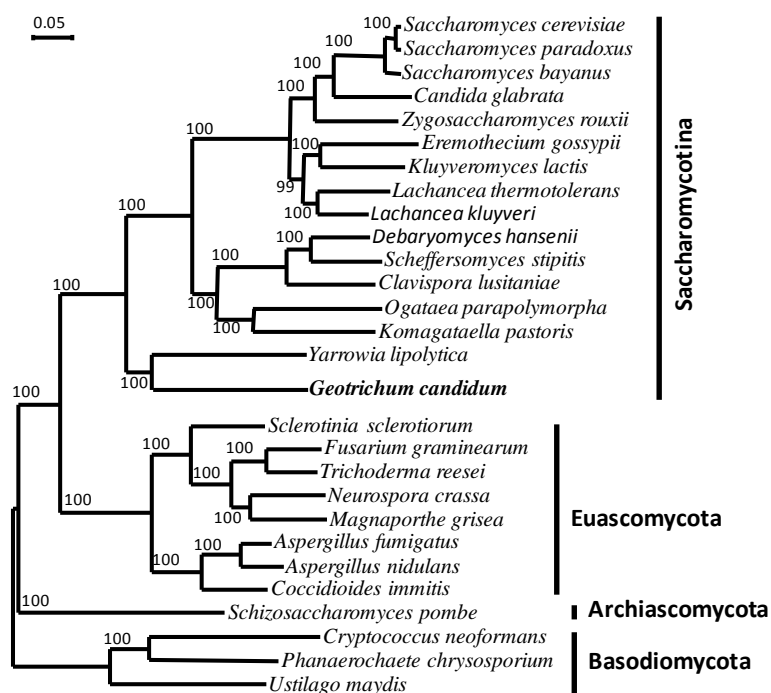 0.05
100
Saccharomyces cerevisiae
100
Saccharomyces paradoxus
100
Saccharomyces bayanus
100
Candida glabrata
100
Zygosaccharomyces rouxii
100
Eremothecium gossypii
100
Kluyveromyces lactis
99
Lachancea thermotolerans
100
Lachancea kluyveri
100
100
Debaryomyces hansenii
100
Scheffersomyces stipitis
Clavispora lusitaniae
100
Ogataea parapolymorpha
100
Komagataella pastoris
Yarrowia lipolytica
100
Geotrichum candidum
Saccharomycotina
100
100
Sclerotinia sclerotiorum
100
Fusarium graminearum
100
Trichoderma reesei
100
Neurospora crassa
100
Magnaporthe grisea
100
Aspergillus fumigatus
100
Aspergillus nidulans
100
Coccidioides immitis
Euascomycota
100
Schizosaccharomyces pombe
Archiascomycota
100
Cryptococcus neoformans
Phanaerochaete chrysosporium
Ustilago maydis
Basodiomycota